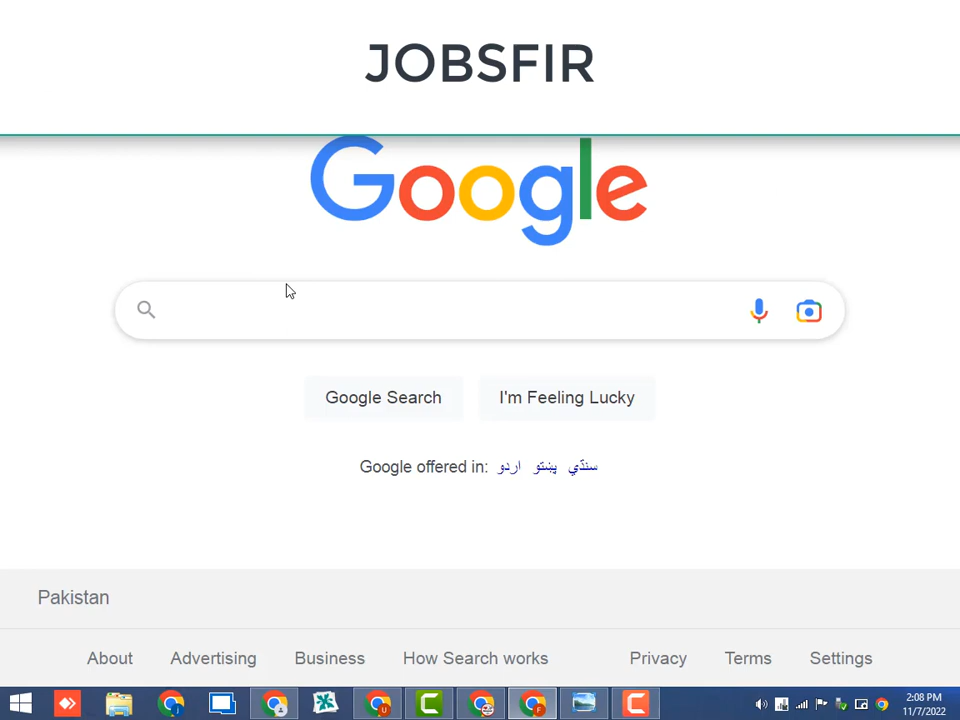 JOBSFIR
Google
Google Search
I'm Feeling Lucky
Google offered in: اردو پښتو سنڌي
Pakistan
About
Advertising
Business
How Search works
Privacy
Terms
Settings
2:08 PM
11/7/2022